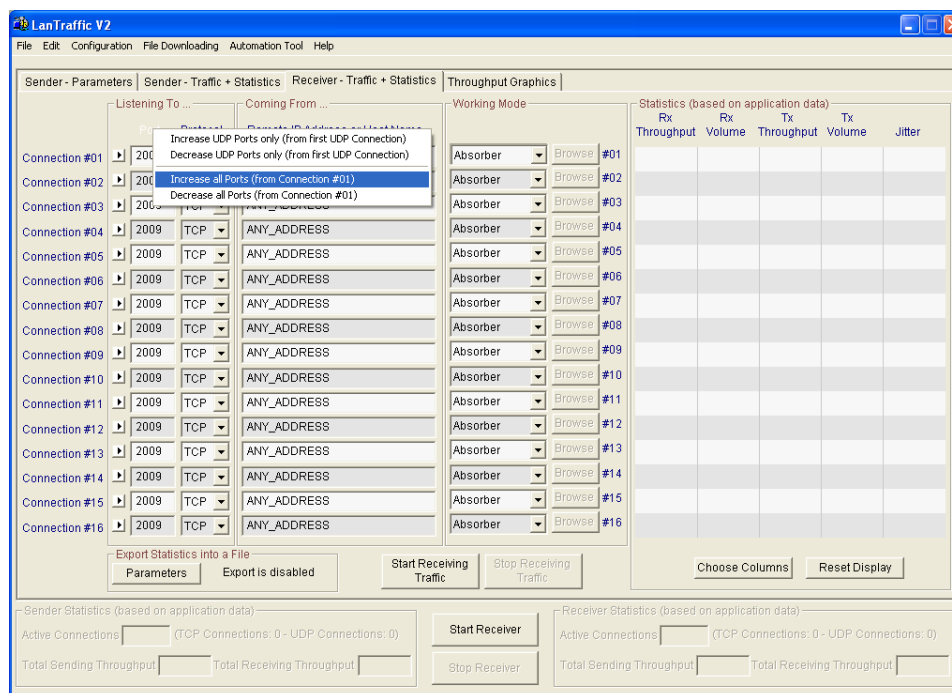 LanTraffic V2
File Edit Configuration File Downloading Automation Tool Help
Sender - Parameters Sender - Traffic + Statistics Receiver - Traffic + Statistics Throughput Graphics
Listening To ... Coming From ... Working Mode Statistics (based on application data)
Rx Rx Tx Tx
Throughput Volume Throughput Volume Jitter
Increase UDP Ports only (from first UDP Connection)
Decrease UDP Ports only (from first UDP Connection)
Increase all Ports (from Connection #01)
Decrease all Ports (from Connection #01)
Connection #01 Absorber Browse #01
Connection #02 Absorber Browse #02
Connection #03 Absorber Browse #03
Connection #04 2009 TCP ANY_ADDRESS Absorber Browse #04
Connection #05 2009 TCP ANY_ADDRESS Absorber Browse #05
Connection #06 2009 TCP ANY_ADDRESS Absorber Browse #06
Connection #07 2009 TCP ANY_ADDRESS Absorber Browse #07
Connection #08 2009 TCP ANY_ADDRESS Absorber Browse #08
Connection #09 2009 TCP ANY_ADDRESS Absorber Browse #09
Connection #10 2009 TCP ANY_ADDRESS Absorber Browse #10
Connection #11 2009 TCP ANY_ADDRESS Absorber Browse #11
Connection #12 2009 TCP ANY_ADDRESS Absorber Browse #12
Connection #13 2009 TCP ANY_ADDRESS Absorber Browse #13
Connection #14 2009 TCP ANY_ADDRESS Absorber Browse #14
Connection #15 2009 TCP ANY_ADDRESS Absorber Browse #15
Connection #16 2009 TCP ANY_ADDRESS Absorber Browse #16
Export Statistics into a File
Parameters Export is disabled
Start Receiving Traffic
Stop Receiving Traffic
Choose Columns Reset Display
Sender Statistics (based on application data)
Active Connections (TCP Connections: 0 - UDP Connections: 0)
Total Sending Throughput Total Receiving Throughput
Start Receiver
Stop Receiver
Receiver Statistics (based on application data)
Active Connections (TCP Connections: 0 - UDP Connections: 0)
Total Sending Throughput Total Receiving Throughput